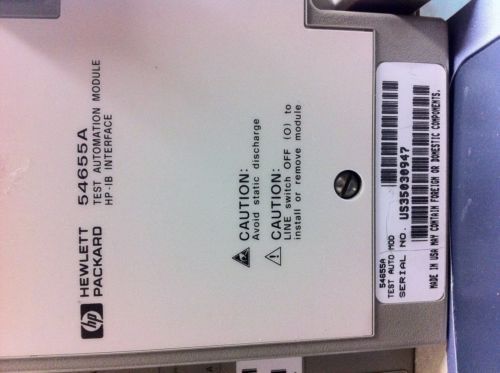 hp
HEWLETT
PACKARD
54655A
TEST AUTOMATION MODULE
HP-IB INTERFACE
CAUTION:
Avoid static discharge
CAUTION:
LINE switch OFF (O) to
install or remove module
54655A
TEST AUTO MOD
SERIAL NO. US35030947
MADE IN USA MAY CONTAIN FOREIGN OR DOMESTIC COMPONENTS.